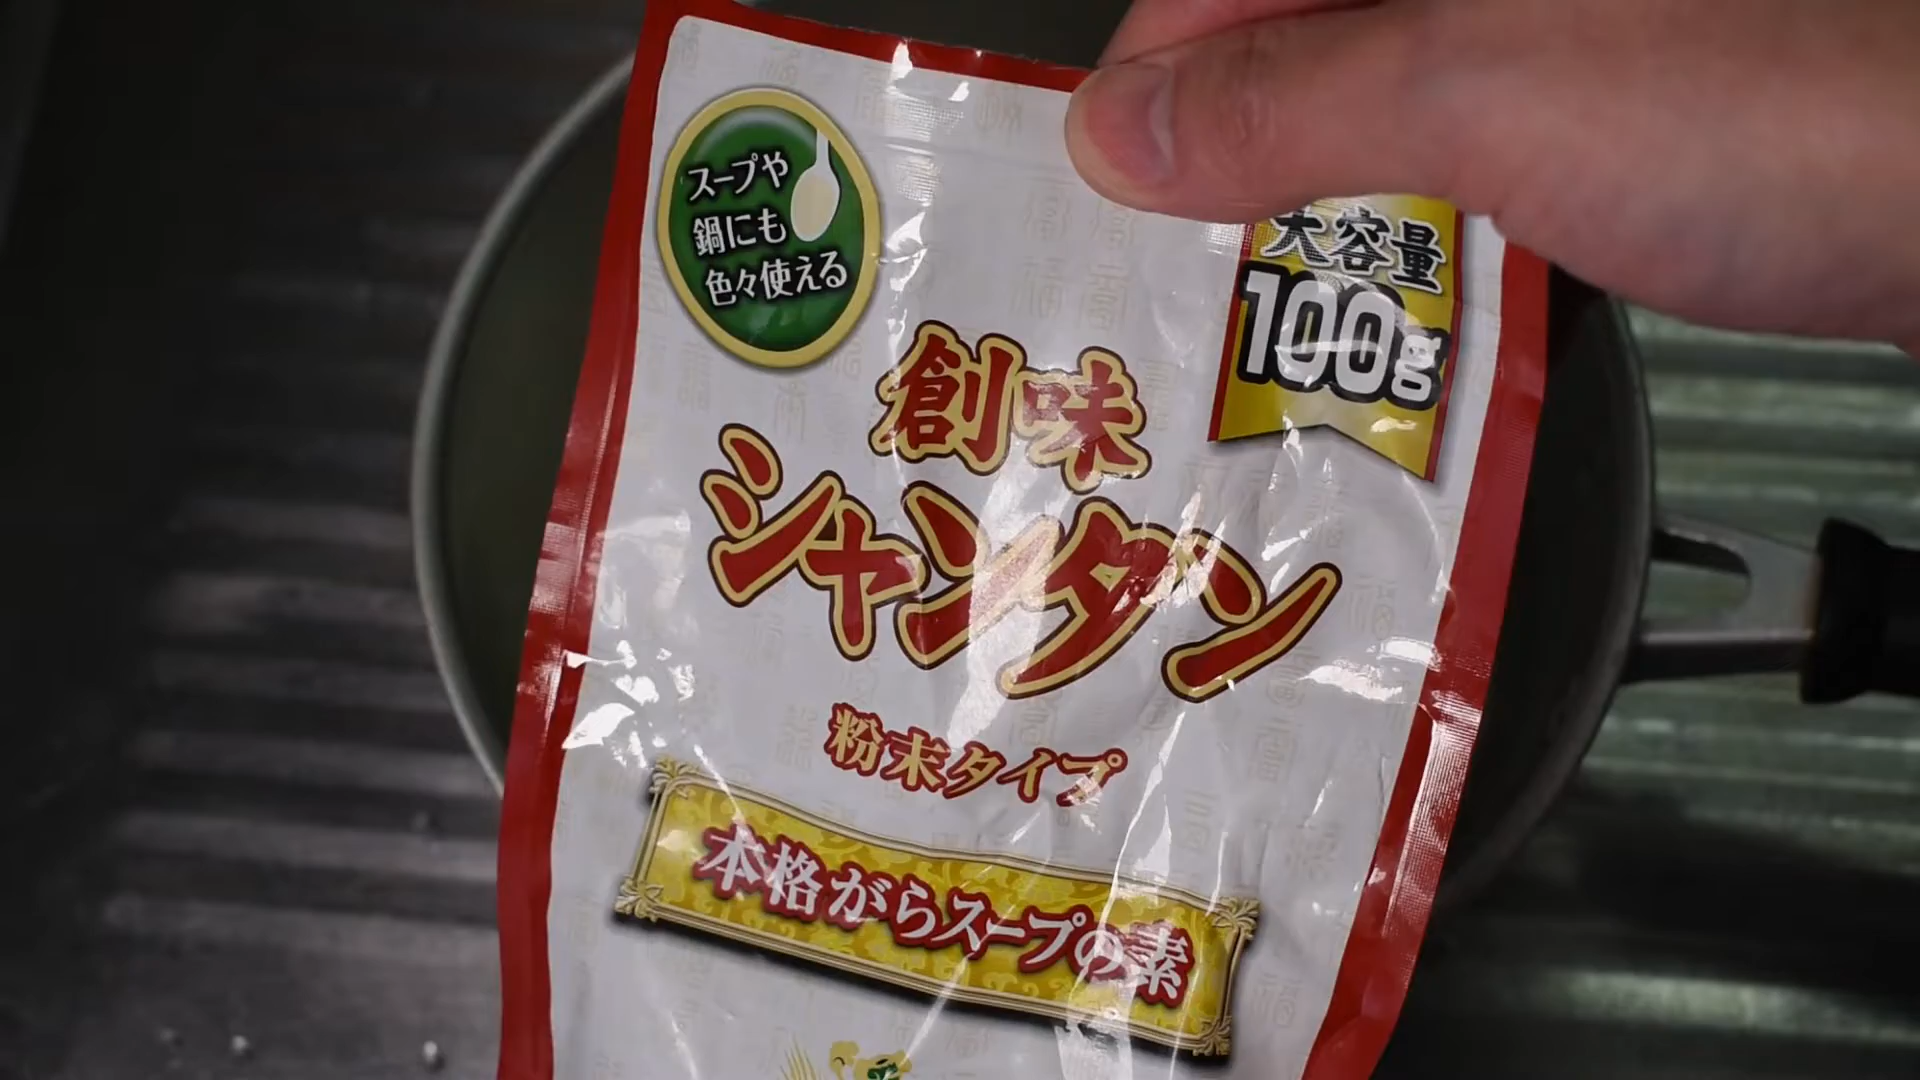 スープや
鍋にも
色々使える
大容量
100g
創味
シャンタン
粉末タイプ
本格がらスープの素